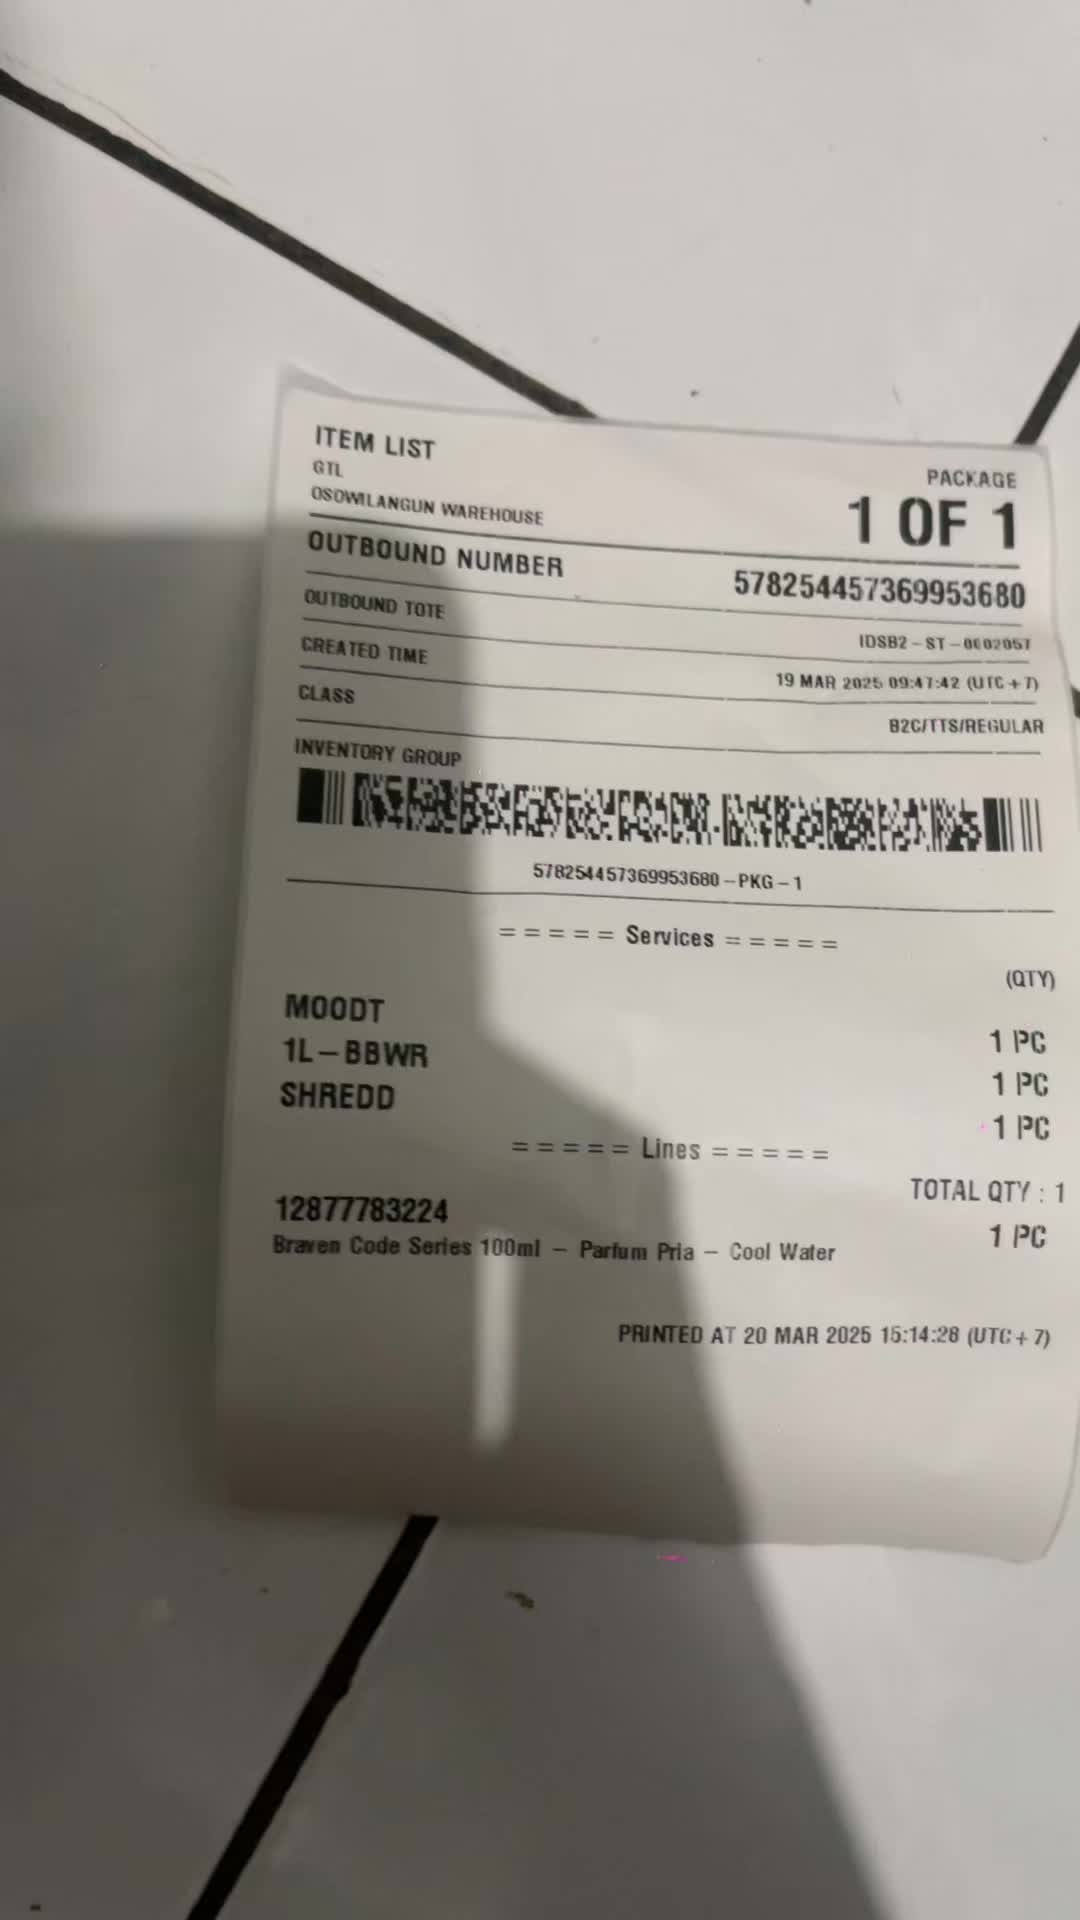 ITEM LIST
GTL
OSOWILANGUN WAREHOUSE
PACKAGE
1 OF 1
OUTBOUND NUMBER 578254457369953680
OUTBOUND TOTE IDSB2-ST-0002057
CREATED TIME 19 MAR 2025 09:47:42 (UTC+7)
CLASS B2C/TTS/REGULAR
INVENTORY GROUP
578254457369953680-PKG-1
===== Services =====
(QTY)
MOODT 1 PC
1L-BBWR 1 PC
SHREDD 1 PC
===== Lines =====
TOTAL QTY : 1
12877783224 1 PC
Braven Code Series 100ml - Parfum Pria - Cool Water
PRINTED AT 20 MAR 2025 15:14:28 (UTC+7)